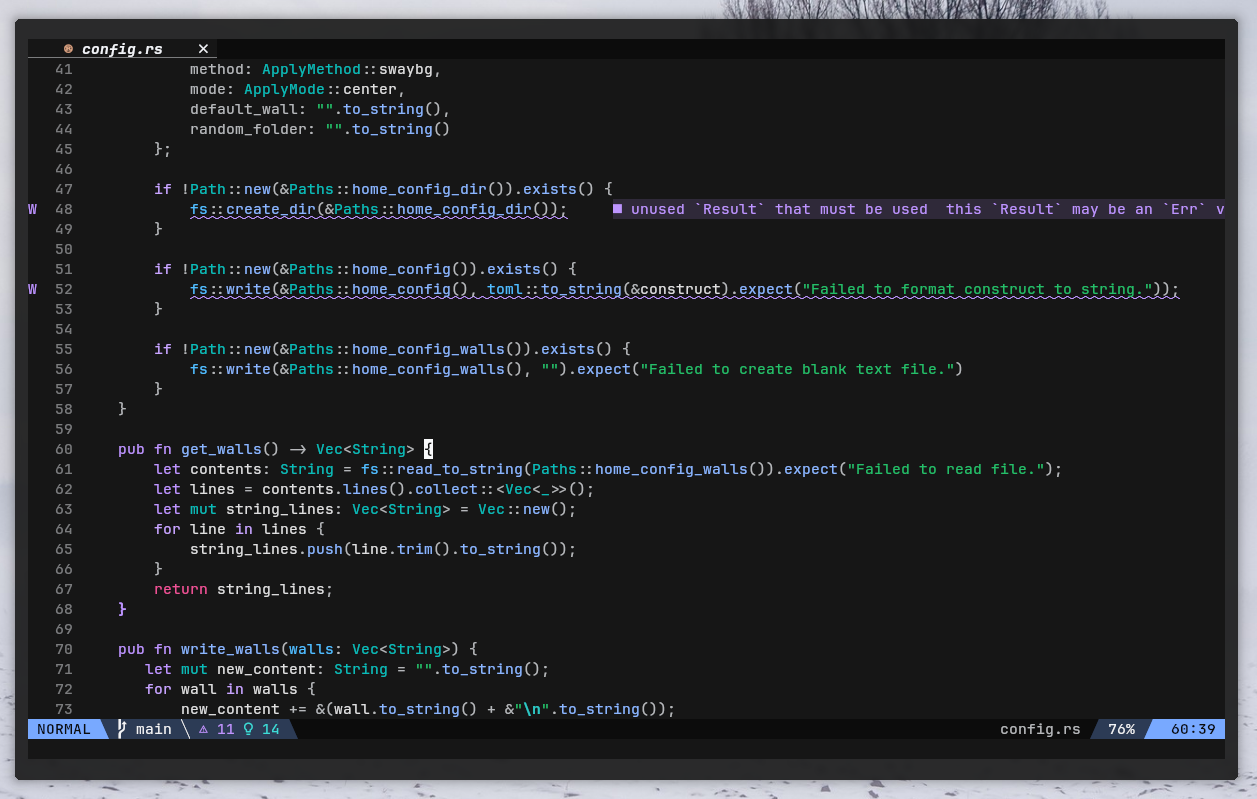 config.rs ✕
41 method: ApplyMethod::swaybg,
42 mode: ApplyMode::center,
43 default_wall: "".to_string(),
44 random_folder: "".to_string()
45 };
46
47 if !Path::new(&Paths::home_config_dir()).exists() {
W 48 fs::create_dir(&Paths::home_config_dir()); ■ unused `Result` that must be used  this `Result` may be an `Err` v
49 }
50
51 if !Path::new(&Paths::home_config()).exists() {
W 52 fs::write(&Paths::home_config(), toml::to_string(&construct).expect("Failed to format construct to string."));
53 }
54
55 if !Path::new(&Paths::home_config_walls()).exists() {
56 fs::write(&Paths::home_config_walls(), "").expect("Failed to create blank text file.")
57 }
58 }
59
60 pub fn get_walls() -> Vec<String> {
61 let contents: String = fs::read_to_string(Paths::home_config_walls()).expect("Failed to read file.");
62 let lines = contents.lines().collect::<Vec<_>>();
63 let mut string_lines: Vec<String> = Vec::new();
64 for line in lines {
65 string_lines.push(line.trim().to_string());
66 }
67 return string_lines;
68 }
69
70 pub fn write_walls(walls: Vec<String>) {
71 let mut new_content: String = "".to_string();
72 for wall in walls {
73 new_content += &(wall.to_string() + &"\n".to_string());
NORMAL main 11 14 config.rs 76% 60:39